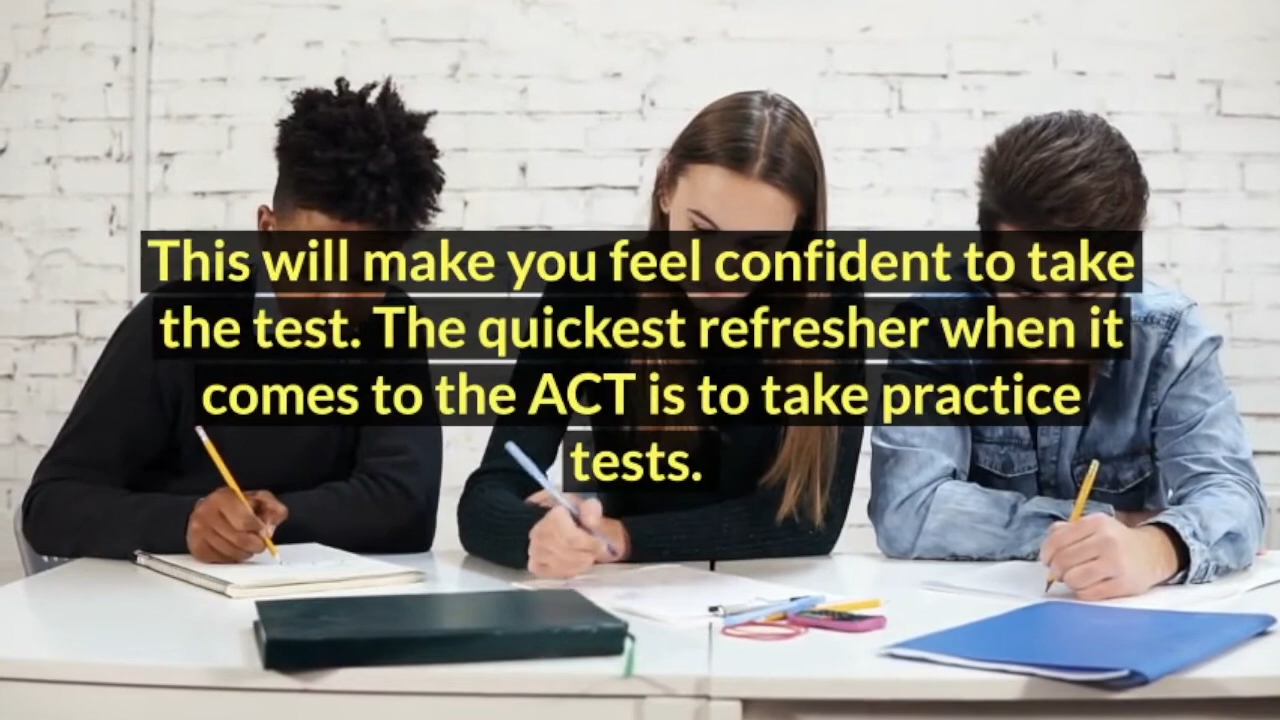 This will make you feel confident to take
the test. The quickest refresher when it
comes to the ACT is to take practice
tests.